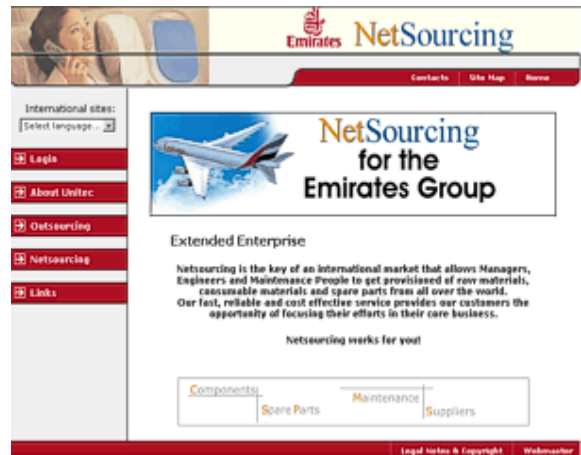 Emirates NetSourcing
Contacts Site Map Home
International sites:
Select language...
Login
About Unitec
Outsourcing
Netsourcing
Links
NetSourcing
for the
Emirates Group
Extended Enterprise
Netsourcing is the key of an international market that allows Managers,
Engineers and Maintenance People to get provisioned of raw materials,
consumable materials and spare parts from all over the world.
Our fast, reliable and cost effective service provides our customers the
opportunity of focusing their efforts in their core business.
Netsourcing works for you!
Components
Spare Parts
Maintenance
Suppliers
Legal Notes & Copyright Webmaster